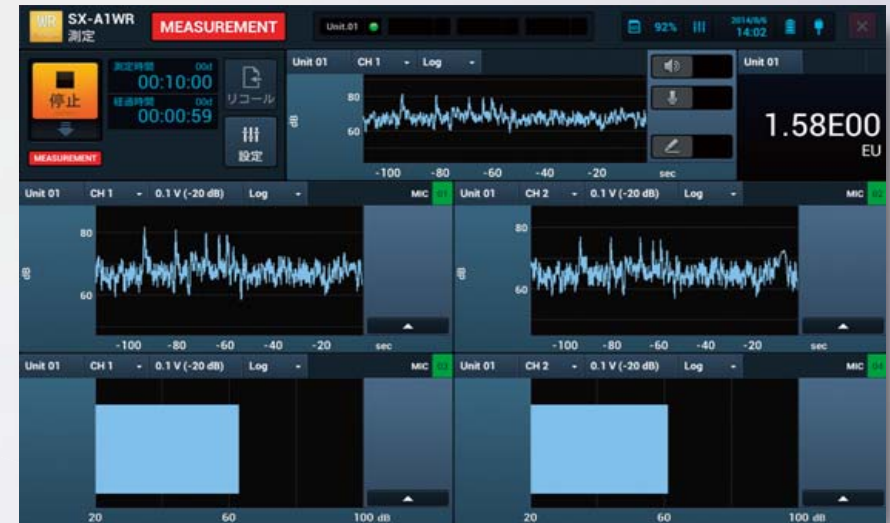 WR SX-A1WR
測定
MEASUREMENT
Unit.01
92%
2014/6/6
14:02
停止
MEASUREMENT
測定時間 00d
00:10:00
経過時間 00d
00:00:59
リコール
設定
Unit 01 CH 1 - Log -
dB
80
60
-100 -80 -60 -40 -20 sec
Unit 01
1.58E00
EU
Unit 01 CH 1 - 0.1 V (-20 dB) Log - MIC 01
dB
80
60
-100 -80 -60 -40 -20 sec
Unit 01 CH 2 - 0.1 V (-20 dB) Log - MIC 02
dB
80
60
-100 -80 -60 -40 -20 sec
Unit 01 CH 1 - 0.1 V (-20 dB) Log - MIC 03
20 60 100 dB
Unit 01 CH 2 - 0.1 V (-20 dB) Log - MIC 04
20 60 100 dB